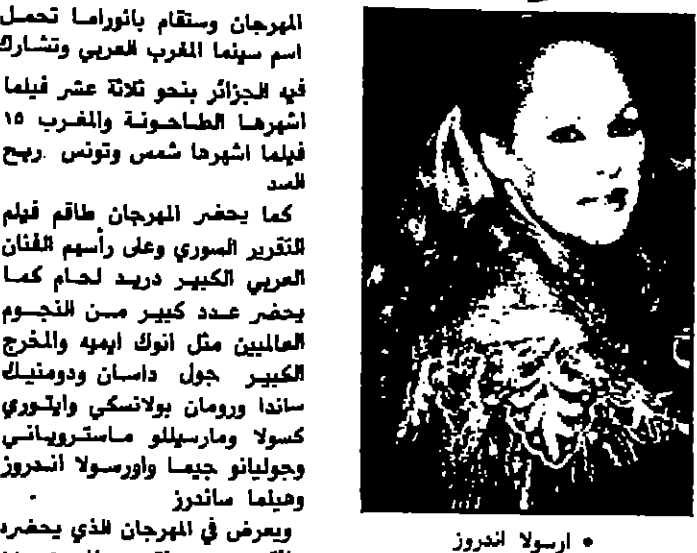 المهرجان وستقام بانوراما تحمل
اسم سينما المغرب العربي وتشارك
فيه الجزائر بنحو ثلاثة عشر فيلما
اشهرها الطاحونة والمغرب ١٥
فيلما اشهرها شمس وتونس ريح
السد
كما يحضر المهرجان طاقم فيلم
التقرير السوري وعلى رأسهم الفنان
العربي الكبير دريد لحام كما
يحضر عدد كبير من النجوم
العالميين مثل انوك ايميه والمخرج
الكبير جول داسان ودومنيك
ساندا ورومان بولانسكي وايتوري
كسولا ومارسيللو ماستروياني
وجوليانو جيما واورسولا اندروز
وهيلما ساندرز
ويعرض في المهرجان الذي يحضره
• ارسولا اندروز